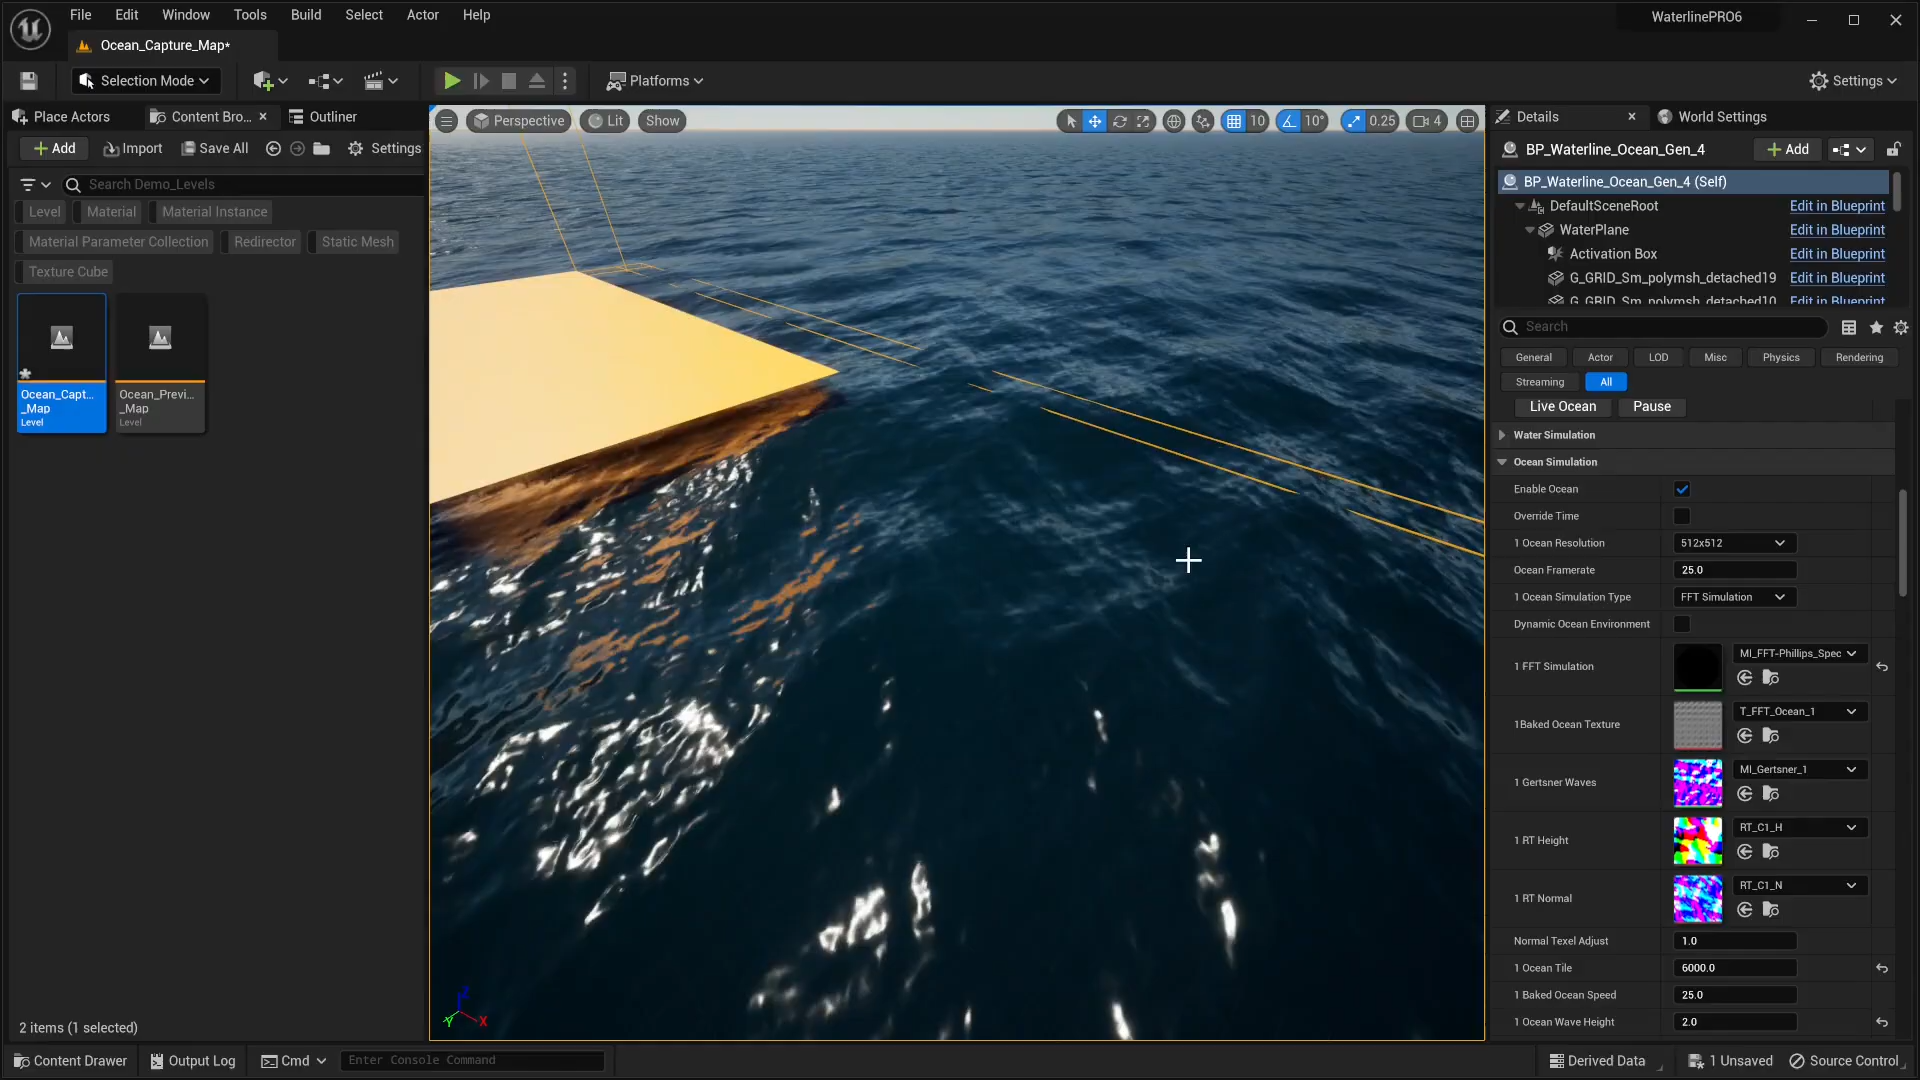 File Edit Window Tools Build Select Actor Help
WaterlinePRO6
Ocean_Capture_Map*
Selection Mode
Platforms
Settings
Place Actors
Content Bro...
Outliner
Add
Import
Save All
Settings
Search Demo_Levels
Level
Material
Material Instance
Material Parameter Collection
Redirector
Static Mesh
Texture Cube
Ocean_Capt...
_Map
Level
Ocean_Previ...
_Map
Level
2 items (1 selected)
Perspective
Lit
Show
10
10°
0.25
4
Z
Y
X
Details
World Settings
BP_Waterline_Ocean_Gen_4
Add
BP_Waterline_Ocean_Gen_4 (Self)
DefaultSceneRoot Edit in Blueprint
WaterPlane Edit in Blueprint
Activation Box Edit in Blueprint
G_GRID_Sm_polymsh_detached19 Edit in Blueprint
G_GRID_Sm_polymsh_detached10 Edit in Blueprint
Search
General Actor LOD Misc Physics Rendering
Streaming All
Live Ocean Pause
Water Simulation
Ocean Simulation
Enable Ocean
Override Time
1 Ocean Resolution 512x512
Ocean Framerate 25.0
1 Ocean Simulation Type FFT Simulation
Dynamic Ocean Environment
1 FFT Simulation MI_FFT-Phillips_Spec
1Baked Ocean Texture T_FFT_Ocean_1
1 Gertsner Waves MI_Gertsner_1
1 RT Height RT_C1_H
1 RT Normal RT_C1_N
Normal Texel Adjust 1.0
1 Ocean Tile 6000.0
1 Baked Ocean Speed 25.0
1 Ocean Wave Height 2.0
Content Drawer
Output Log
Cmd
Enter Console Command
Derived Data
1 Unsaved
Source Control